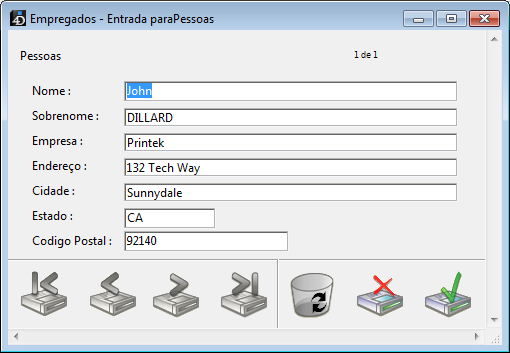 Empregados - Entrada paraPessoas
Pessoas 1 de 1
Nome : John
Sobrenome : DILLARD
Empresa : Printek
Endereço : 132 Tech Way
Cidade : Sunnydale
Estado : CA
Codigo Postal : 92140